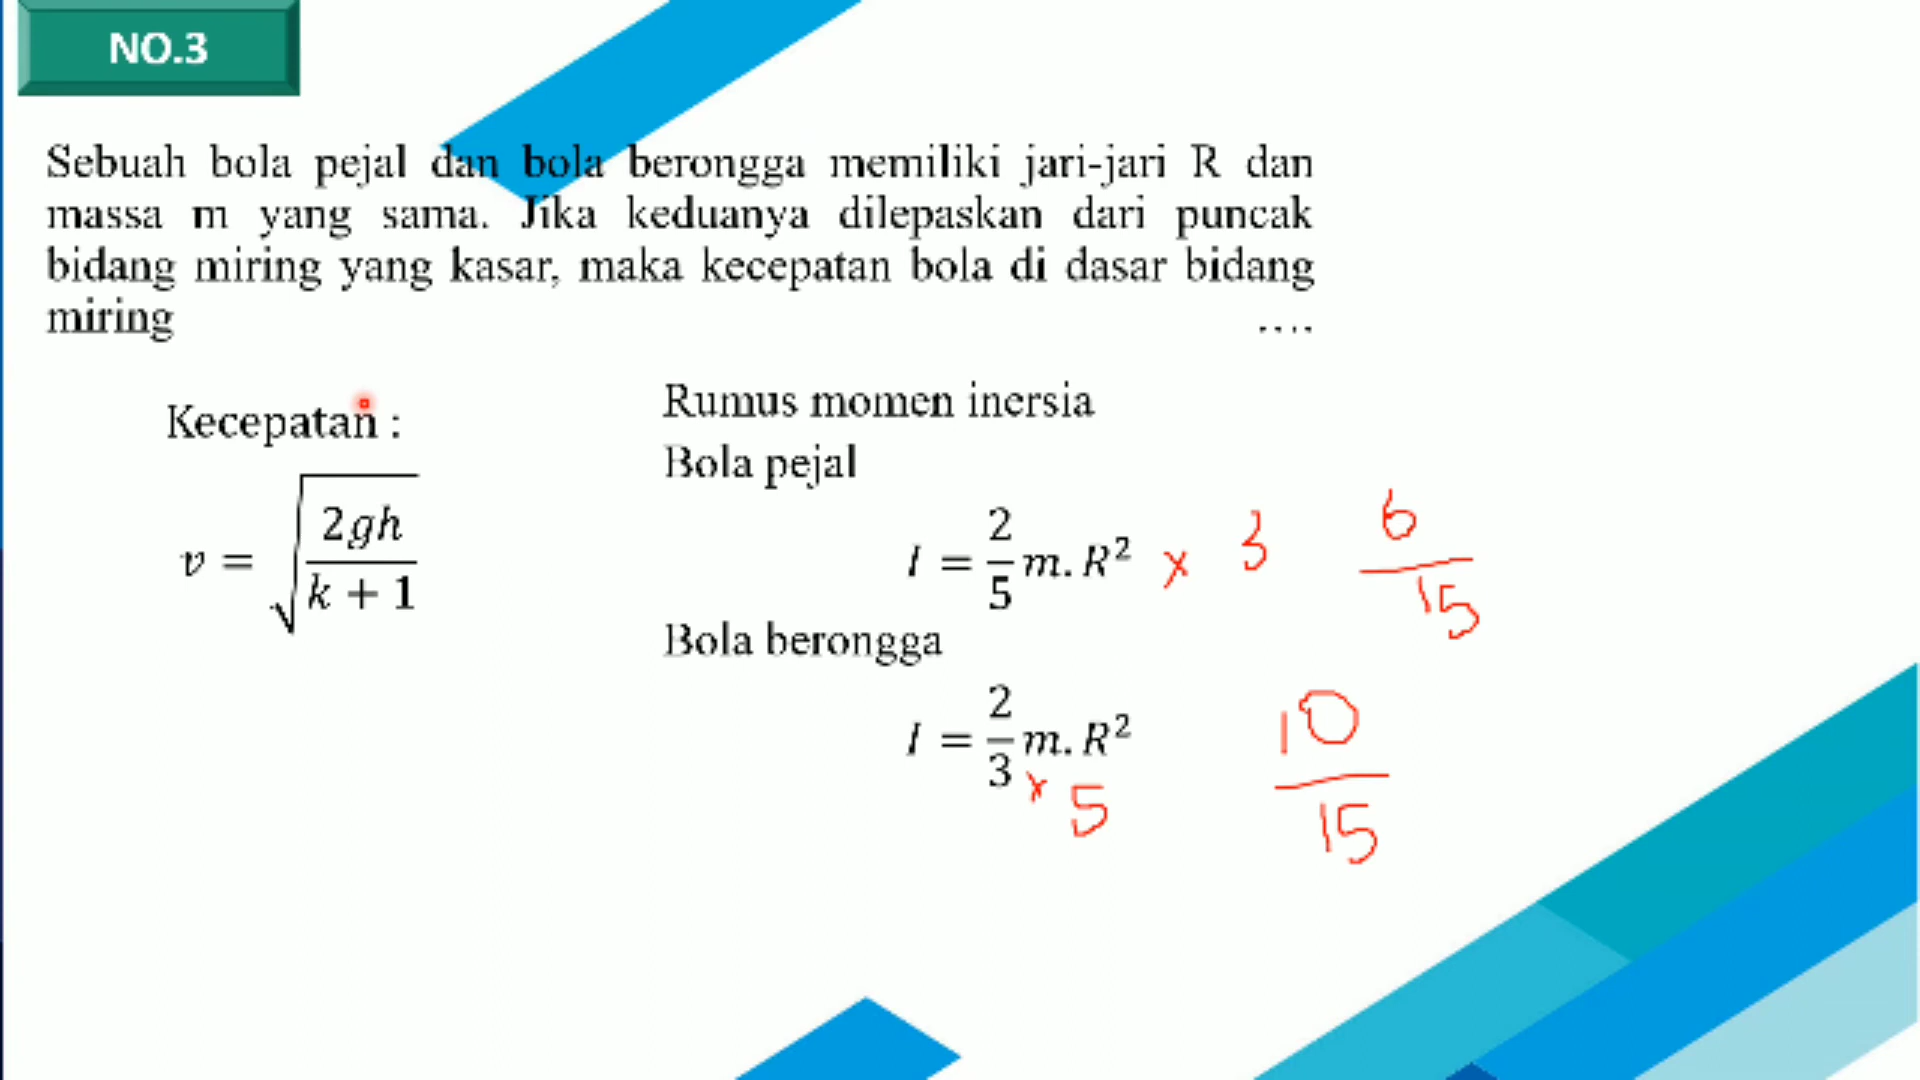 NO.3
Sebuah bola pejal dan bola berongga memiliki jari-jari R dan
massa m yang sama. Jika keduanya dilepaskan dari puncak
bidang miring yang kasar, maka kecepatan bola di dasar bidang
miring ....
Kecepatan :
v = √(2gh / (k + 1))
Rumus momen inersia
Bola pejal
I = 2/5 m. R² x 3 6/15
Bola berongga
I = 2/3 m. R² 10/15
x 5